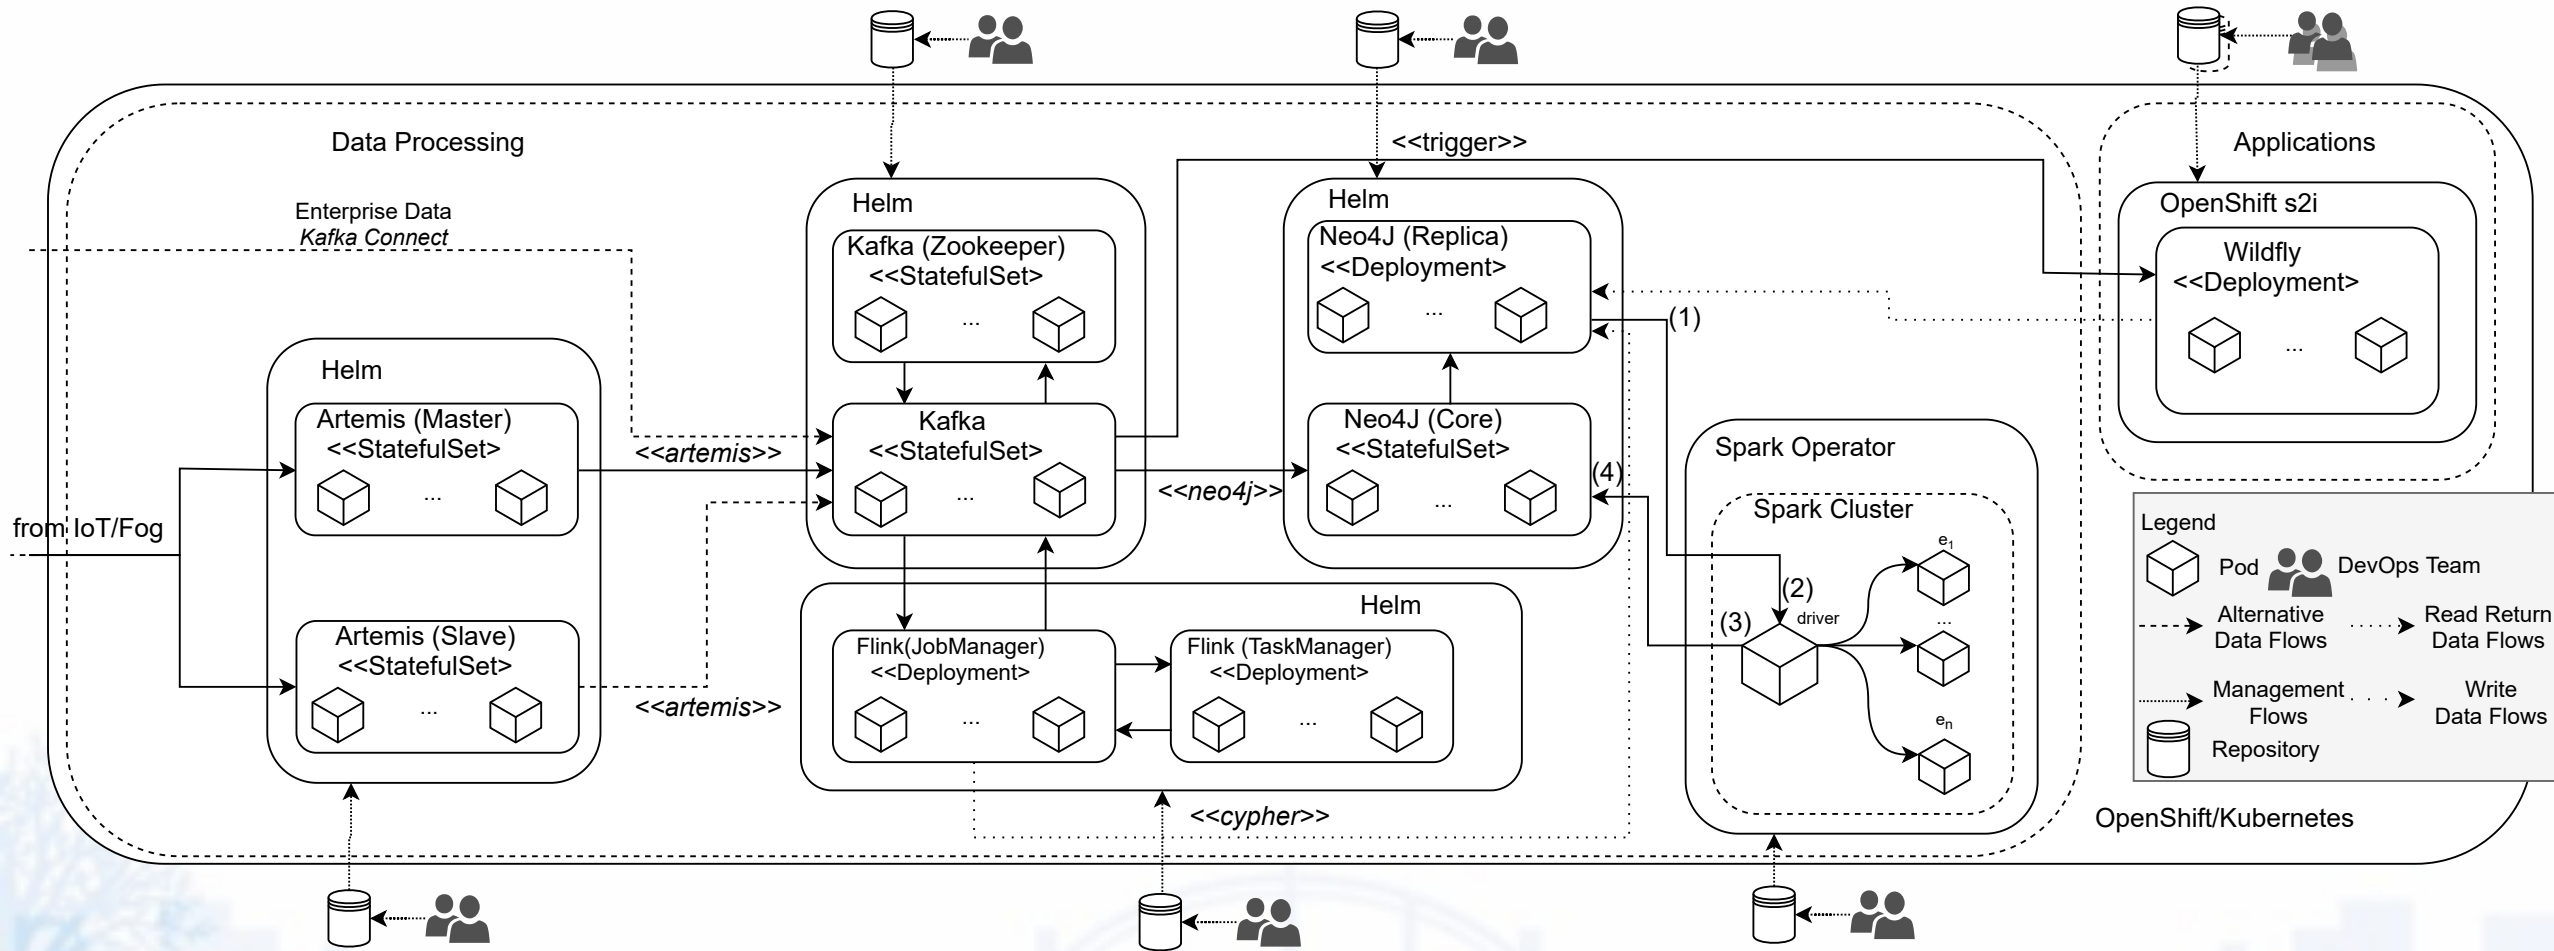 Data Processing
<<trigger>>
Applications
Enterprise Data
Kafka Connect
Helm
Kafka (Zookeeper)
<<StatefulSet>
...
Helm
Neo4J (Replica)
<<Deployment>
...
(1)
OpenShift s2i
Wildfly
<<Deployment>
...
Helm
Artemis (Master)
<<StatefulSet>
...
<<artemis>>
Kafka
<<StatefulSet>
...
<<neo4j>>
Neo4J (Core)
<<StatefulSet>
...
(4)
from IoT/Fog
Artemis (Slave)
<<StatefulSet>
...
<<artemis>>
Helm
Flink(JobManager)
<<Deployment>
...
Flink (TaskManager)
<<Deployment>
...
<<cypher>>
Spark Operator
Spark Cluster
e1
(2)
driver
(3)
...
en
Legend
Pod
DevOps Team
Alternative
Data Flows
Read Return
Data Flows
Management
Flows
Write
Data Flows
Repository
OpenShift/Kubernetes